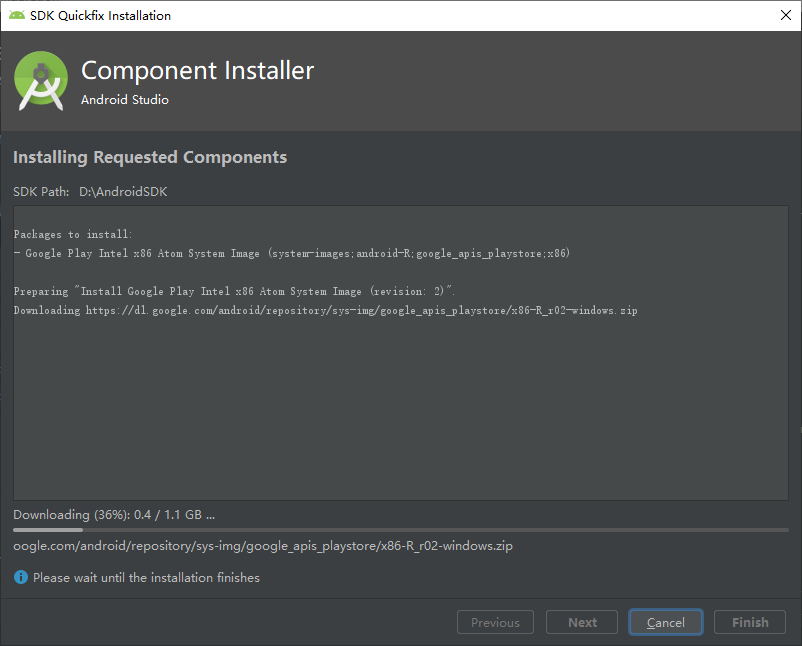 SDK Quickfix Installation
Component Installer
Android Studio
Installing Requested Components
SDK Path: D:\AndroidSDK
Packages to install:
- Google Play Intel x86 Atom System Image (system-images;android-R;google_apis_playstore;x86)
Preparing "Install Google Play Intel x86 Atom System Image (revision: 2)".
Downloading https://dl.google.com/android/repository/sys-img/google_apis_playstore/x86-R_r02-windows.zip
Downloading (36%): 0.4 / 1.1 GB ...
oogle.com/android/repository/sys-img/google_apis_playstore/x86-R_r02-windows.zip
Please wait until the installation finishes
Previous Next Cancel Finish